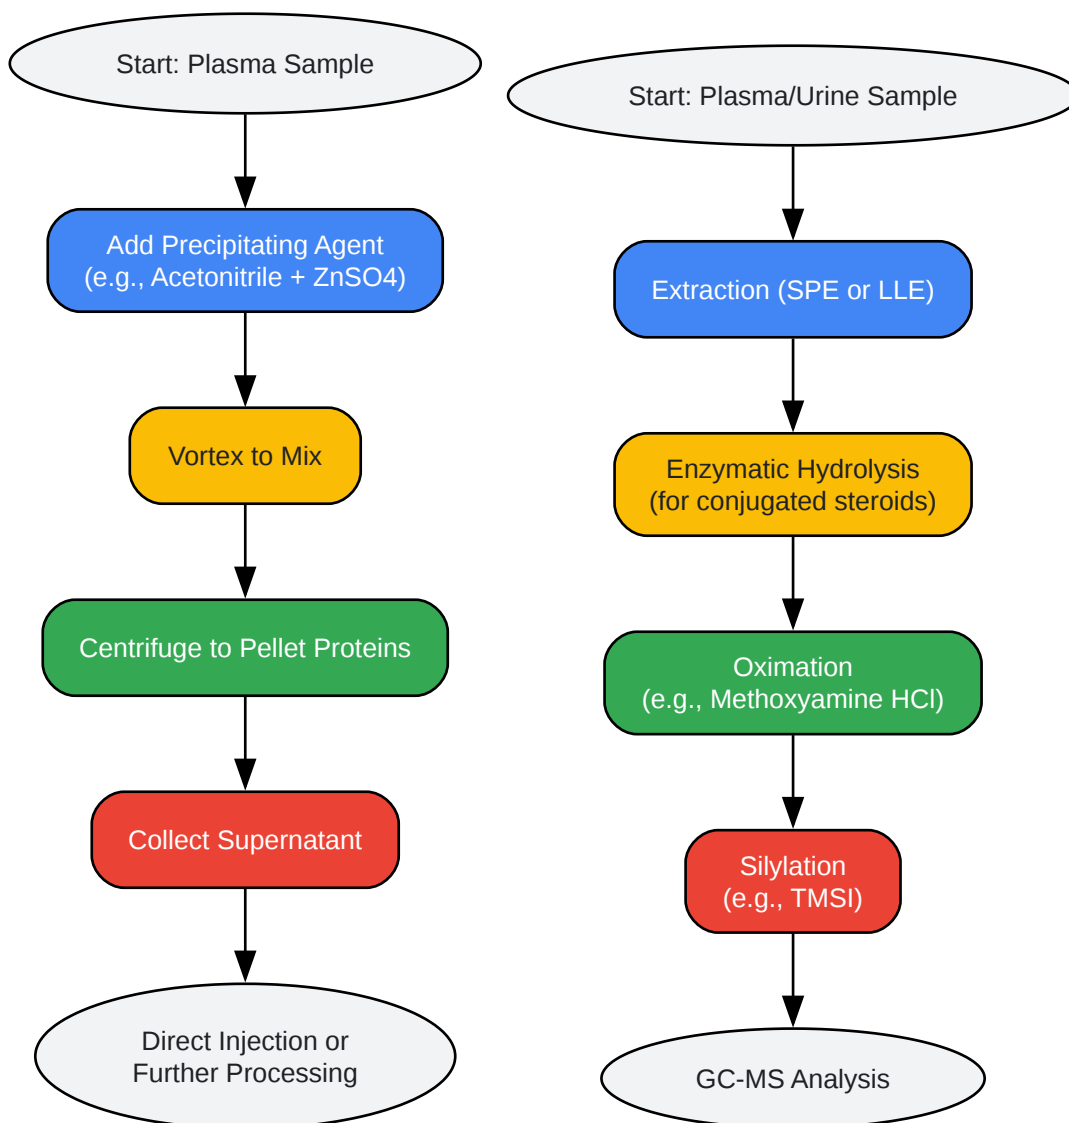 Start: Plasma Sample
Add Precipitating Agent
(e.g., Acetonitrile + ZnSO4)
Vortex to Mix
Centrifuge to Pellet Proteins
Collect Supernatant
Direct Injection or
Further Processing
Start: Plasma/Urine Sample
Extraction (SPE or LLE)
Enzymatic Hydrolysis
(for conjugated steroids)
Oximation
(e.g., Methoxyamine HCl)
Silylation
(e.g., TMSI)
GC-MS Analysis